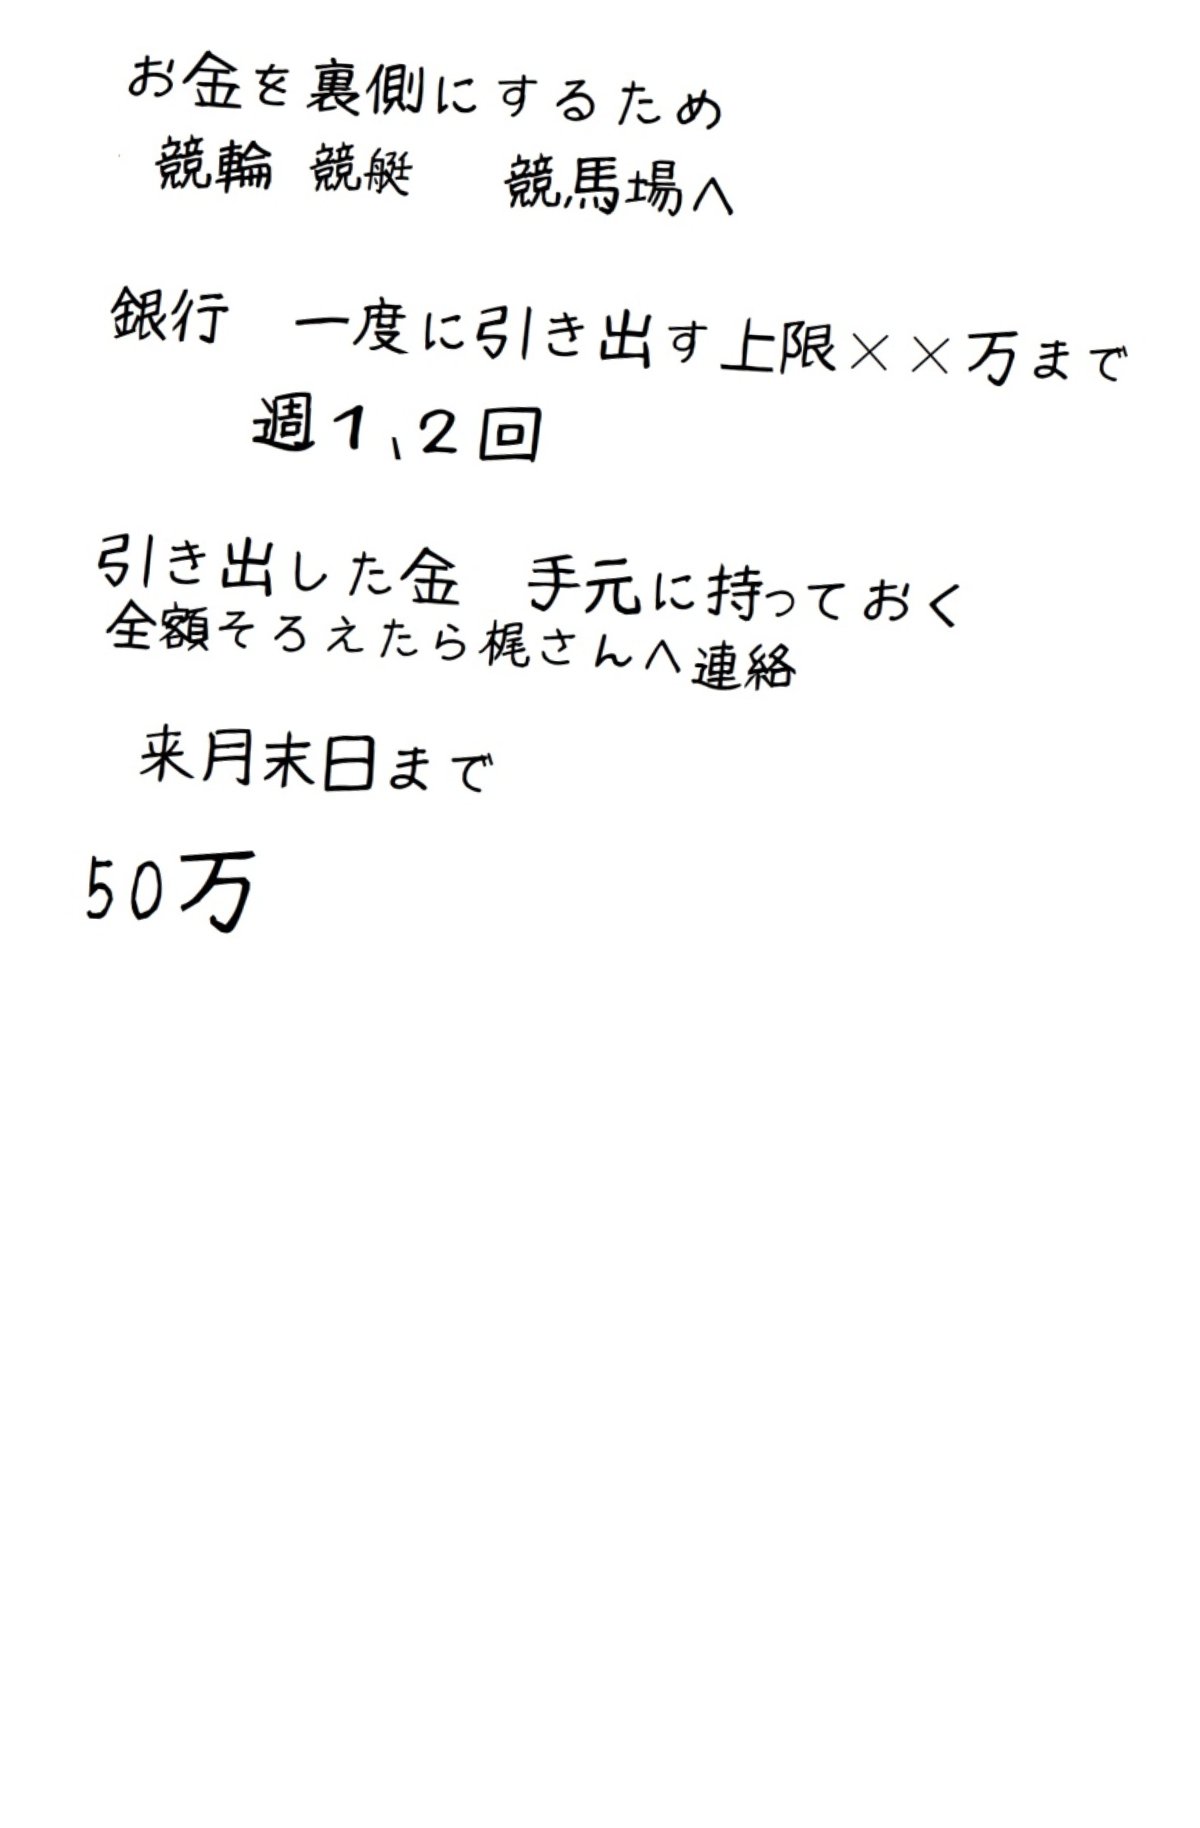 お金を裏側にするため
競輪 競艇 競馬場へ
銀行 一度に引き出す上限××万まで
週1、2回
引き出した金 手元に持っておく
全額そろえたら梶さんへ連絡
来月末日まで
50万